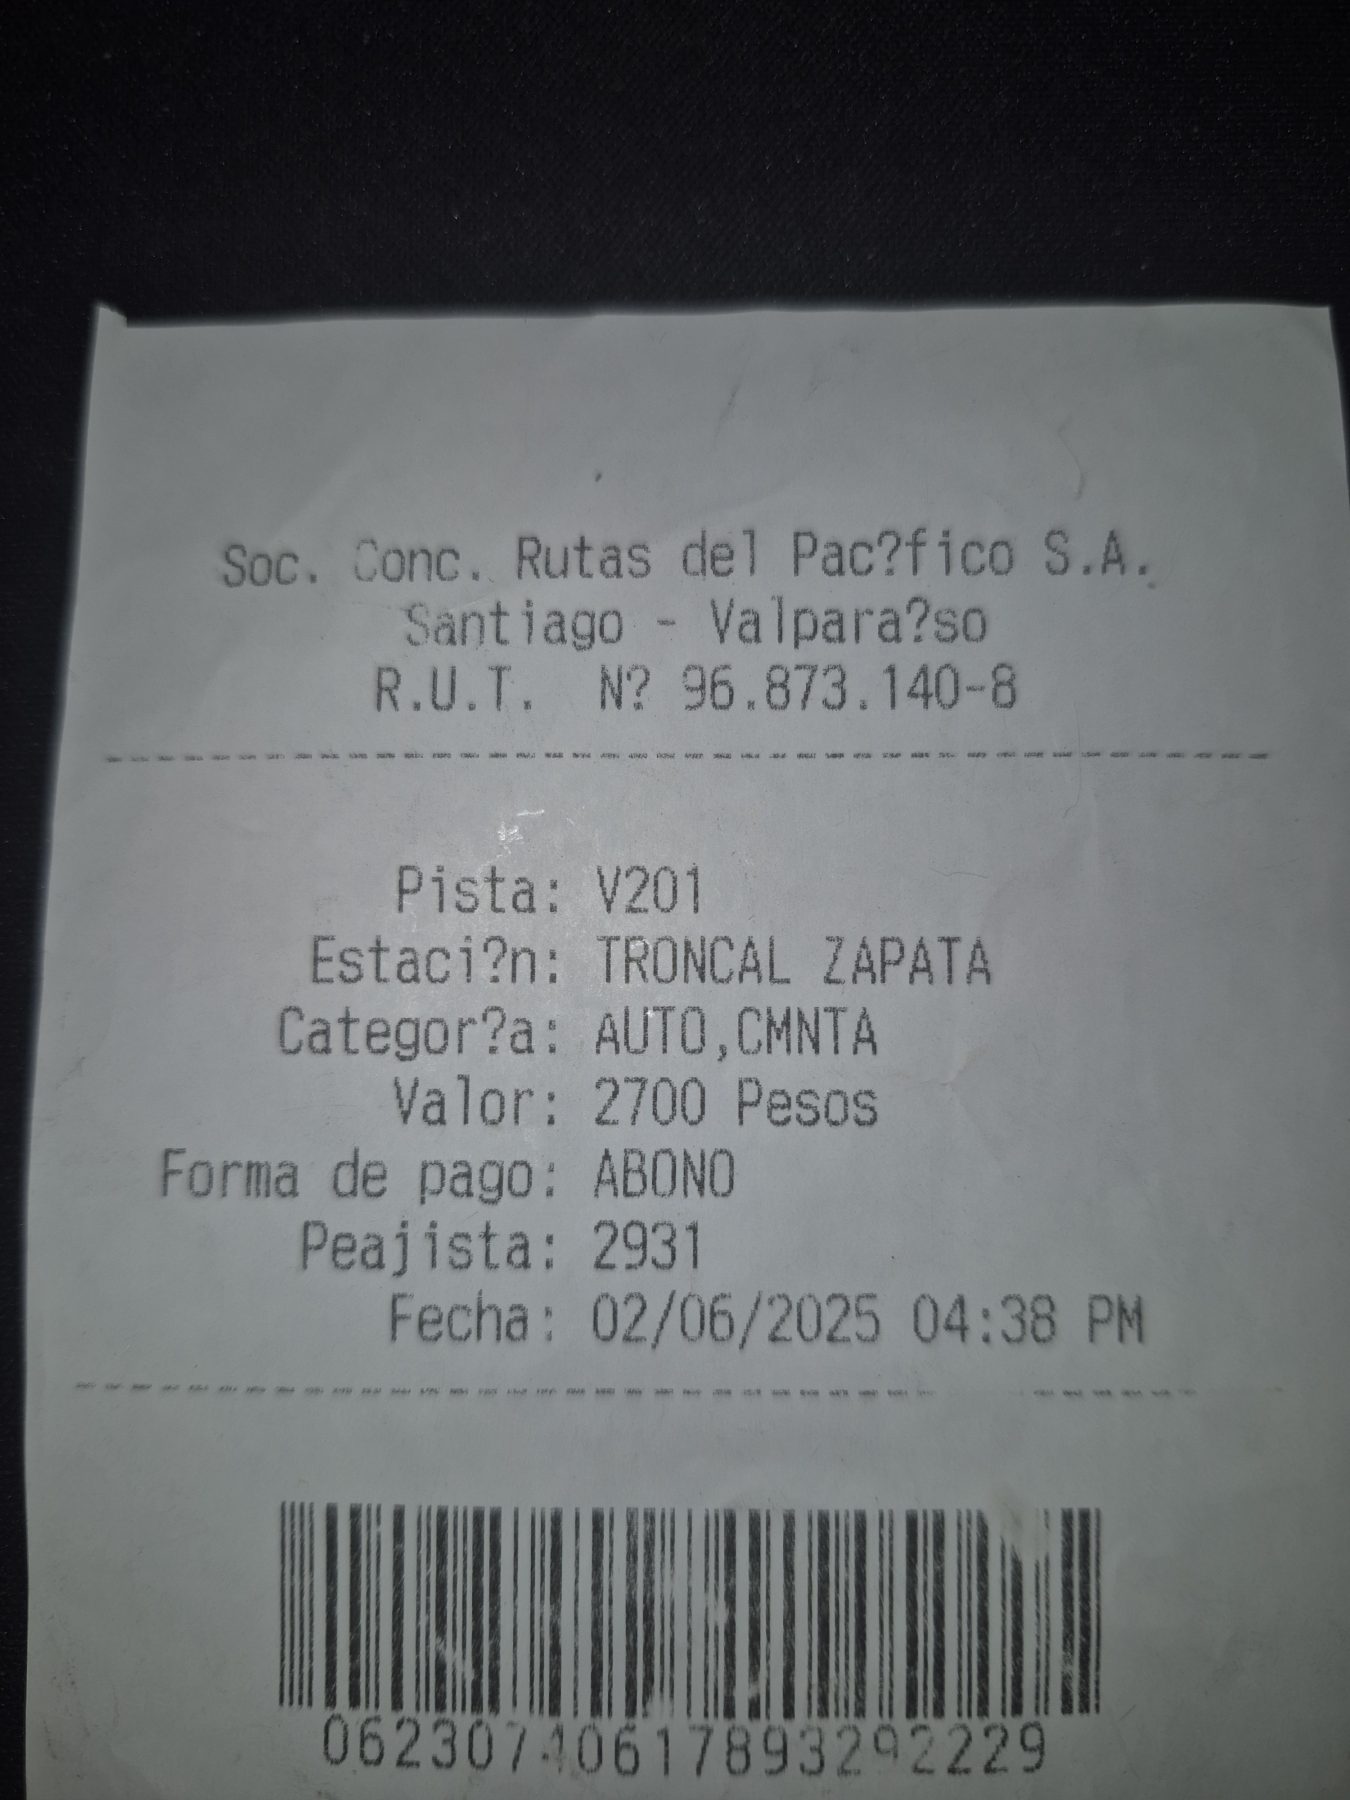 Soc. Conc. Rutas del Pac?fico S.A.
Santiago - Valpara?so
R.U.T. N? 96.873.140-8
Pista: V201
Estaci?n: TRONCAL ZAPATA
Categor?a: AUTO,CMNTA
Valor: 2700 Pesos
Forma de pago: ABONO
Peajista: 2931
Fecha: 02/06/2025 04:38 PM